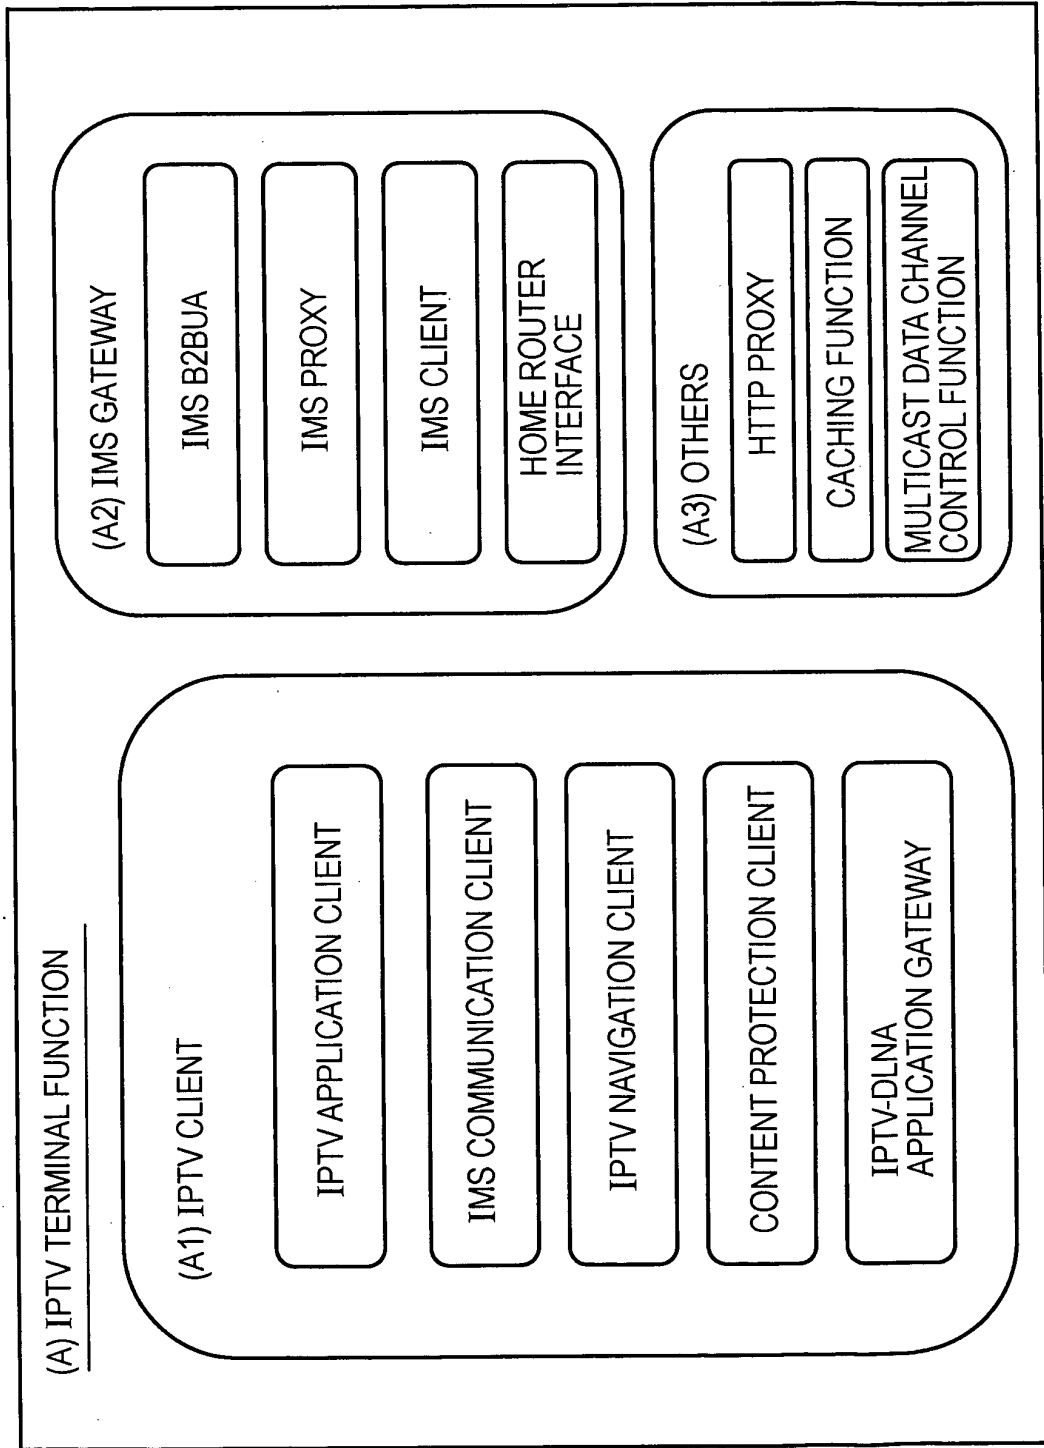 (A) IPTV TERMINAL FUNCTION
(A1) IPTV CLIENT
IPTV APPLICATION CLIENT
IMS COMMUNICATION CLIENT
IPTV NAVIGATION CLIENT
CONTENT PROTECTION CLIENT
IPTV-DLNA
APPLICATION GATEWAY
(A2) IMS GATEWAY
IMS B2BUA
IMS PROXY
IMS CLIENT
HOME ROUTER
INTERFACE
(A3) OTHERS
HTTP PROXY
CACHING FUNCTION
MULTICAST DATA CHANNEL
CONTROL FUNCTION